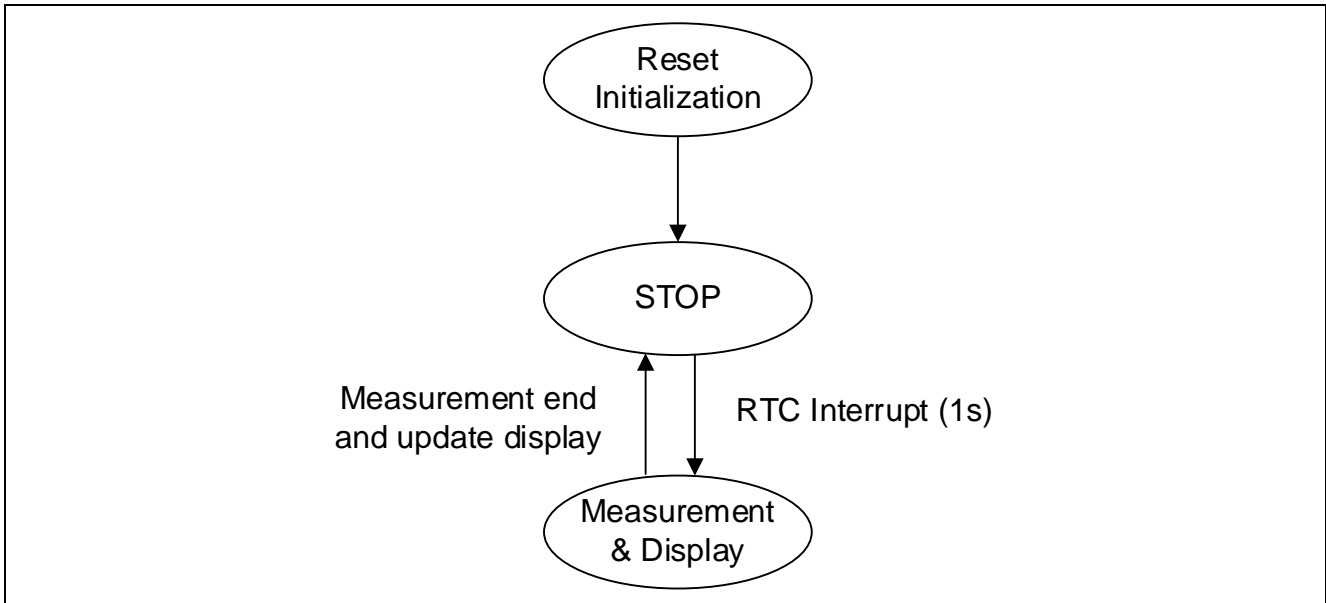 Reset
Initialization
STOP
Measurement end
and update display
RTC Interrupt (1s)
Measurement
& Display